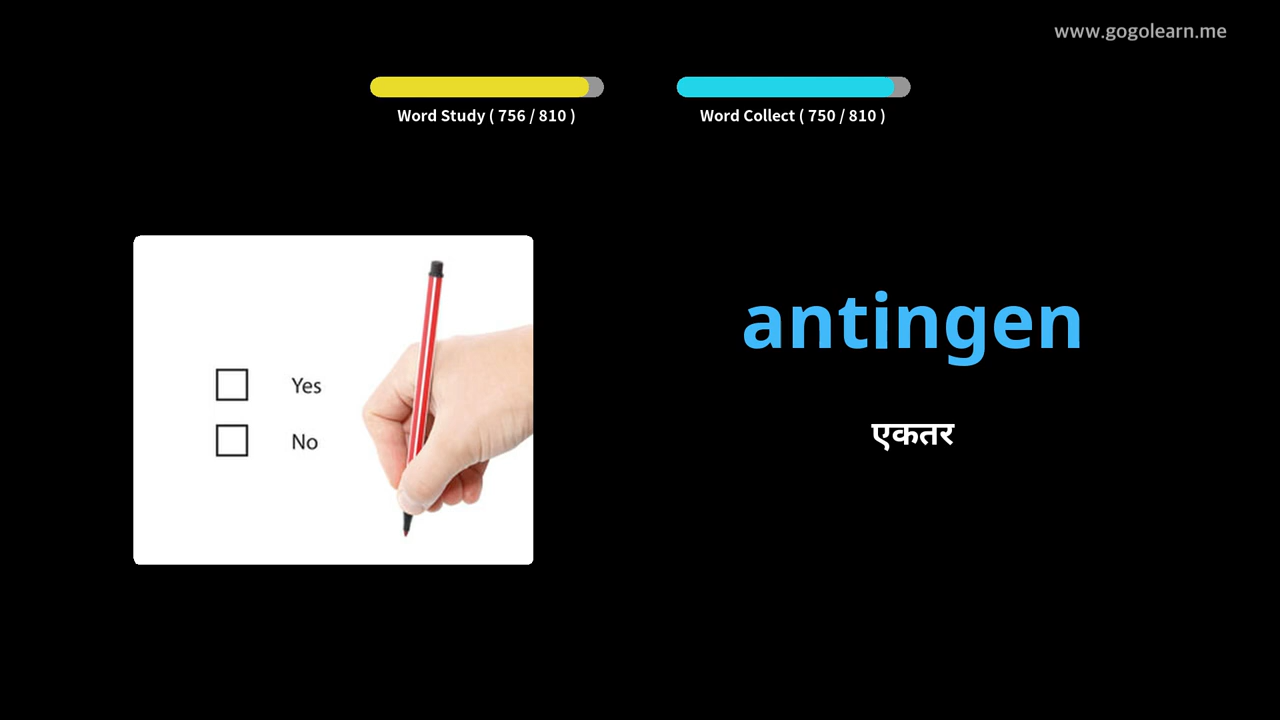 www.gogolearn.me
Word Study ( 756 / 810 )
Word Collect ( 750 / 810 )
Yes
No
antingen
एकतर